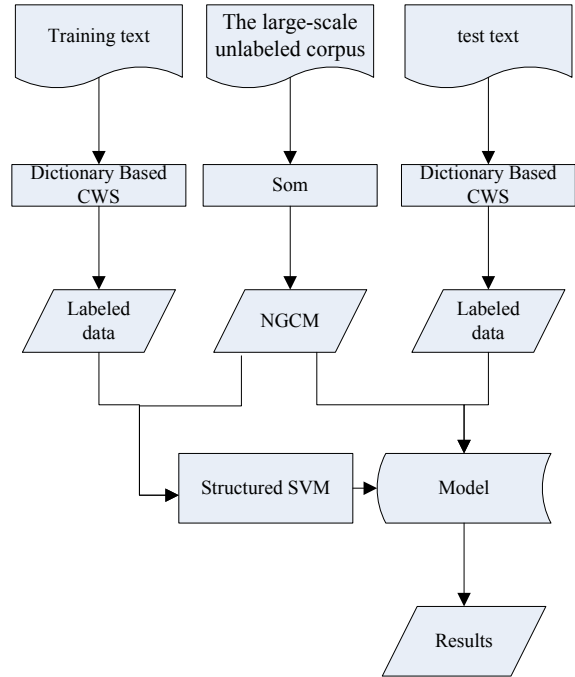 Training text
The large-scale
unlabeled corpus
test text
Dictionary Based
CWS
Som
Dictionary Based
CWS
Labeled
data
NGCM
Labeled
data
Structured SVM
Model
Results